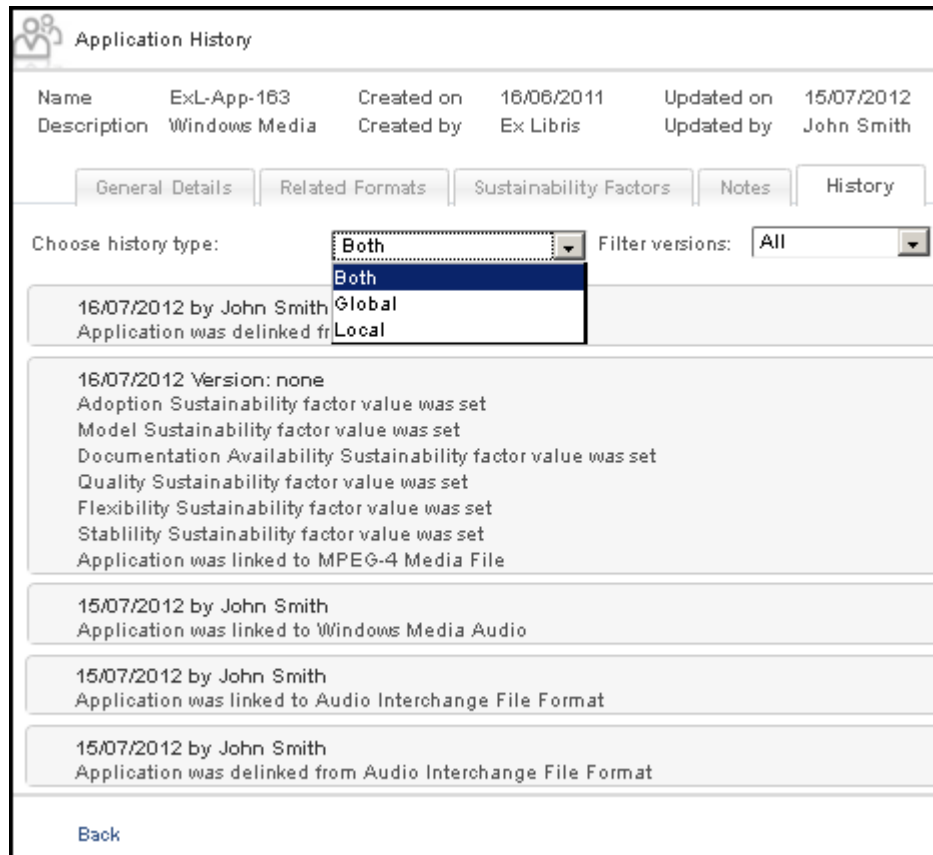 Application History
Name ExL-App-163 Created on 16/06/2011 Updated on 15/07/2012
Description Windows Media Created by Ex Libris Updated by John Smith
General Details Related Formats Sustainability Factors Notes History
Choose history type: Both Filter versions: All
Both
Global
Local
16/07/2012 by John Smith
Application was delinked
16/07/2012 Version: none
Adoption Sustainability factor value was set
Model Sustainability factor value was set
Documentation Availability Sustainability factor value was set
Quality Sustainability factor value was set
Flexibility Sustainability factor value was set
Stablility Sustainability factor value was set
Application was linked to MPEG-4 Media File
15/07/2012 by John Smith
Application was linked to Windows Media Audio
15/07/2012 by John Smith
Application was linked to Audio Interchange File Format
15/07/2012 by John Smith
Application was delinked from Audio Interchange File Format
Back